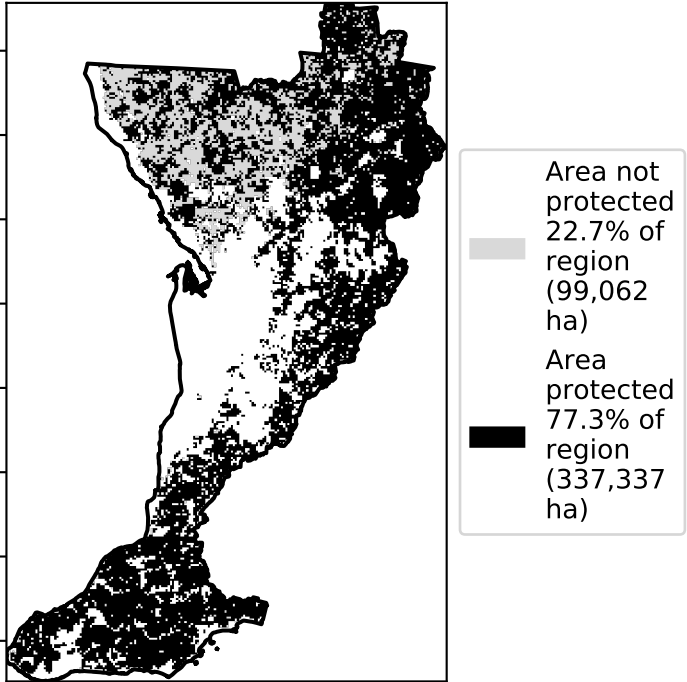 Area not
protected
22.7% of
region
(99,062
ha)
Area
protected
77.3% of
region
(337,337
ha)